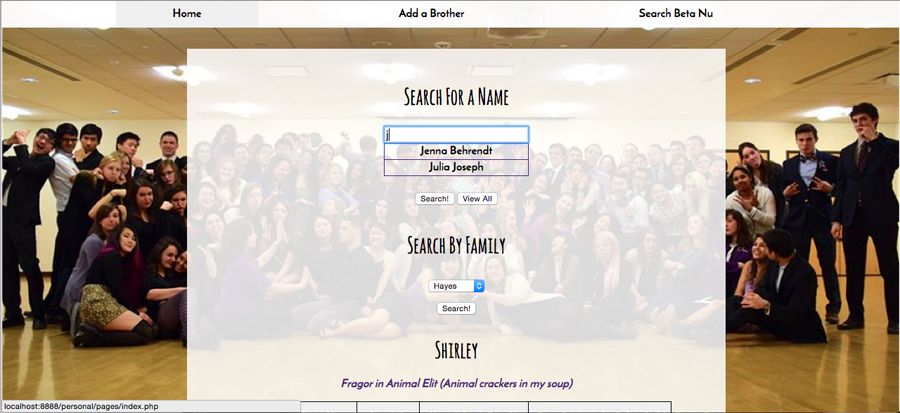 Home Add a Brother Search Beta Nu
Search For a Name
j
Jenna Behrendt
Julia Joseph
Search! View All
Search By Family
Hayes
Search!
Shirley
Fragor in Animal Elit (Animal crackers in my soup)
localhost:8888/personal/pages/index.php